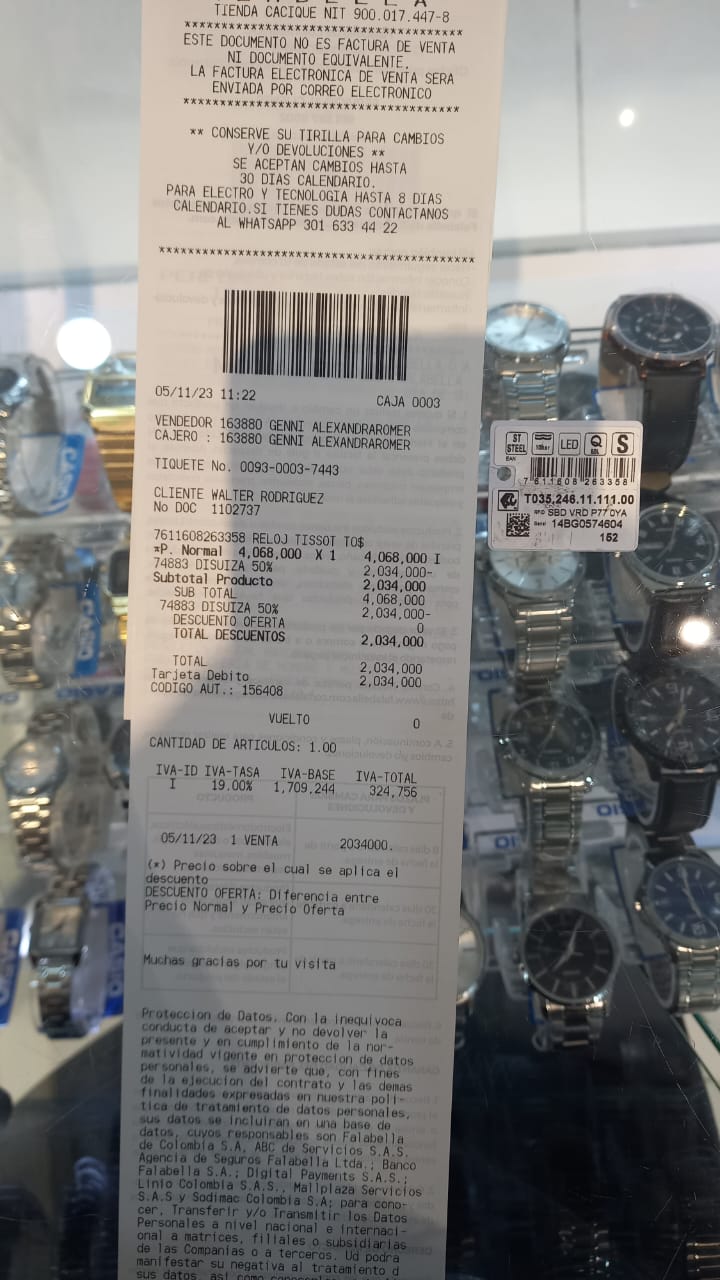 TIENDA CACIQUE NIT 900.017.447-8
***********************************
ESTE DOCUMENTO NO ES FACTURA DE VENTA
NI DOCUMENTO EQUIVALENTE.
LA FACTURA ELECTRONICA DE VENTA SERA
ENVIADA POR CORREO ELECTRONICO
***********************************
** CONSERVE SU TIRILLA PARA CAMBIOS
Y/O DEVOLUCIONES **
SE ACEPTAN CAMBIOS HASTA
30 DIAS CALENDARIO.
PARA ELECTRO Y TECNOLOGIA HASTA 8 DIAS
CALENDARIO.SI TIENES DUDAS CONTACTANOS
AL WHATSAPP 301 633 44 22
****************************************
05/11/23 11:22 CAJA 0003
VENDEDOR 163880 GENNI ALEXANDRAROMER
CAJERO : 163880 GENNI ALEXANDRAROMER
TIQUETE No. 0093-0003-7443
CLIENTE WALTER RODRIGUEZ
No DOC 1102737
7611608263358 RELOJ TISSOT TO$
*P. Normal 4,068,000 X 1 4,068,000 I
74883 DISUIZA 50% 2,034,000-
Subtotal Producto 2,034,000
SUB TOTAL 4,068,000
74883 DISUIZA 50% 2,034,000-
DESCUENTO OFERTA 0
TOTAL DESCUENTOS 2,034,000
TOTAL 2,034,000
Tarjeta Debito 2,034,000
CODIGO AUT.: 156408
VUELTO 0
CANTIDAD DE ARTICULOS: 1.00
IVA-ID IVA-TASA IVA-BASE IVA-TOTAL
I 19.00% 1,709.244 324,756
05/11/23 1 VENTA 2034000.
(*) Precio sobre el cual se aplica el
descuento
DESCUENTO OFERTA: Diferencia entre
Precio Normal y Precio Oferta
Muchas gracias por tu visita
Proteccion de Datos. Con la inequivoca
conducta de aceptar y no devolver la
presente y en cumplimiento de la nor-
matividad vigente en proteccion de datos
personales, se advierte que, con fines
de la ejecucion del contrato y las demas
finalidades expresadas en nuestra poli-
tica de tratamiento de datos personales,
sus datos se incluiran en una base de
datos, cuyos responsables son Falabella
de Colombia S.A, ABC de Servicios S.A.S.
Agencia de Seguros Falabella Ltda.; Banco
Falabella S.A.; Digital Payments S.A.S.;
Linio Colombia S.A.S., Mallplaza Servicios
S.A.S y Sodimac Colombia S.A; para cono-
cer, Transferir y/o Transmitir los Datos
Personales a nivel nacional e internaci-
onal a matrices, filiales o subsidiarias
de las Companias o a terceros. Ud podra
manifestar su negativa al tratamiento d
sus datos, asi como
ST STEEL
LED
S
EAN
7 611608 263358
T035.246.11.111.00
SBD VRD P77 0YA
Serial 14BG0574604
152
CASIO
CASIO
CASIO